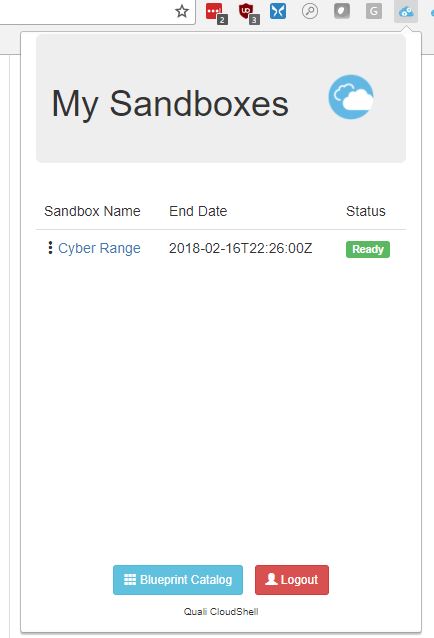 2
3
G
My Sandboxes
Sandbox Name End Date Status
Cyber Range 2018-02-16T22:26:00Z Ready
Blueprint Catalog Logout
Quali CloudShell